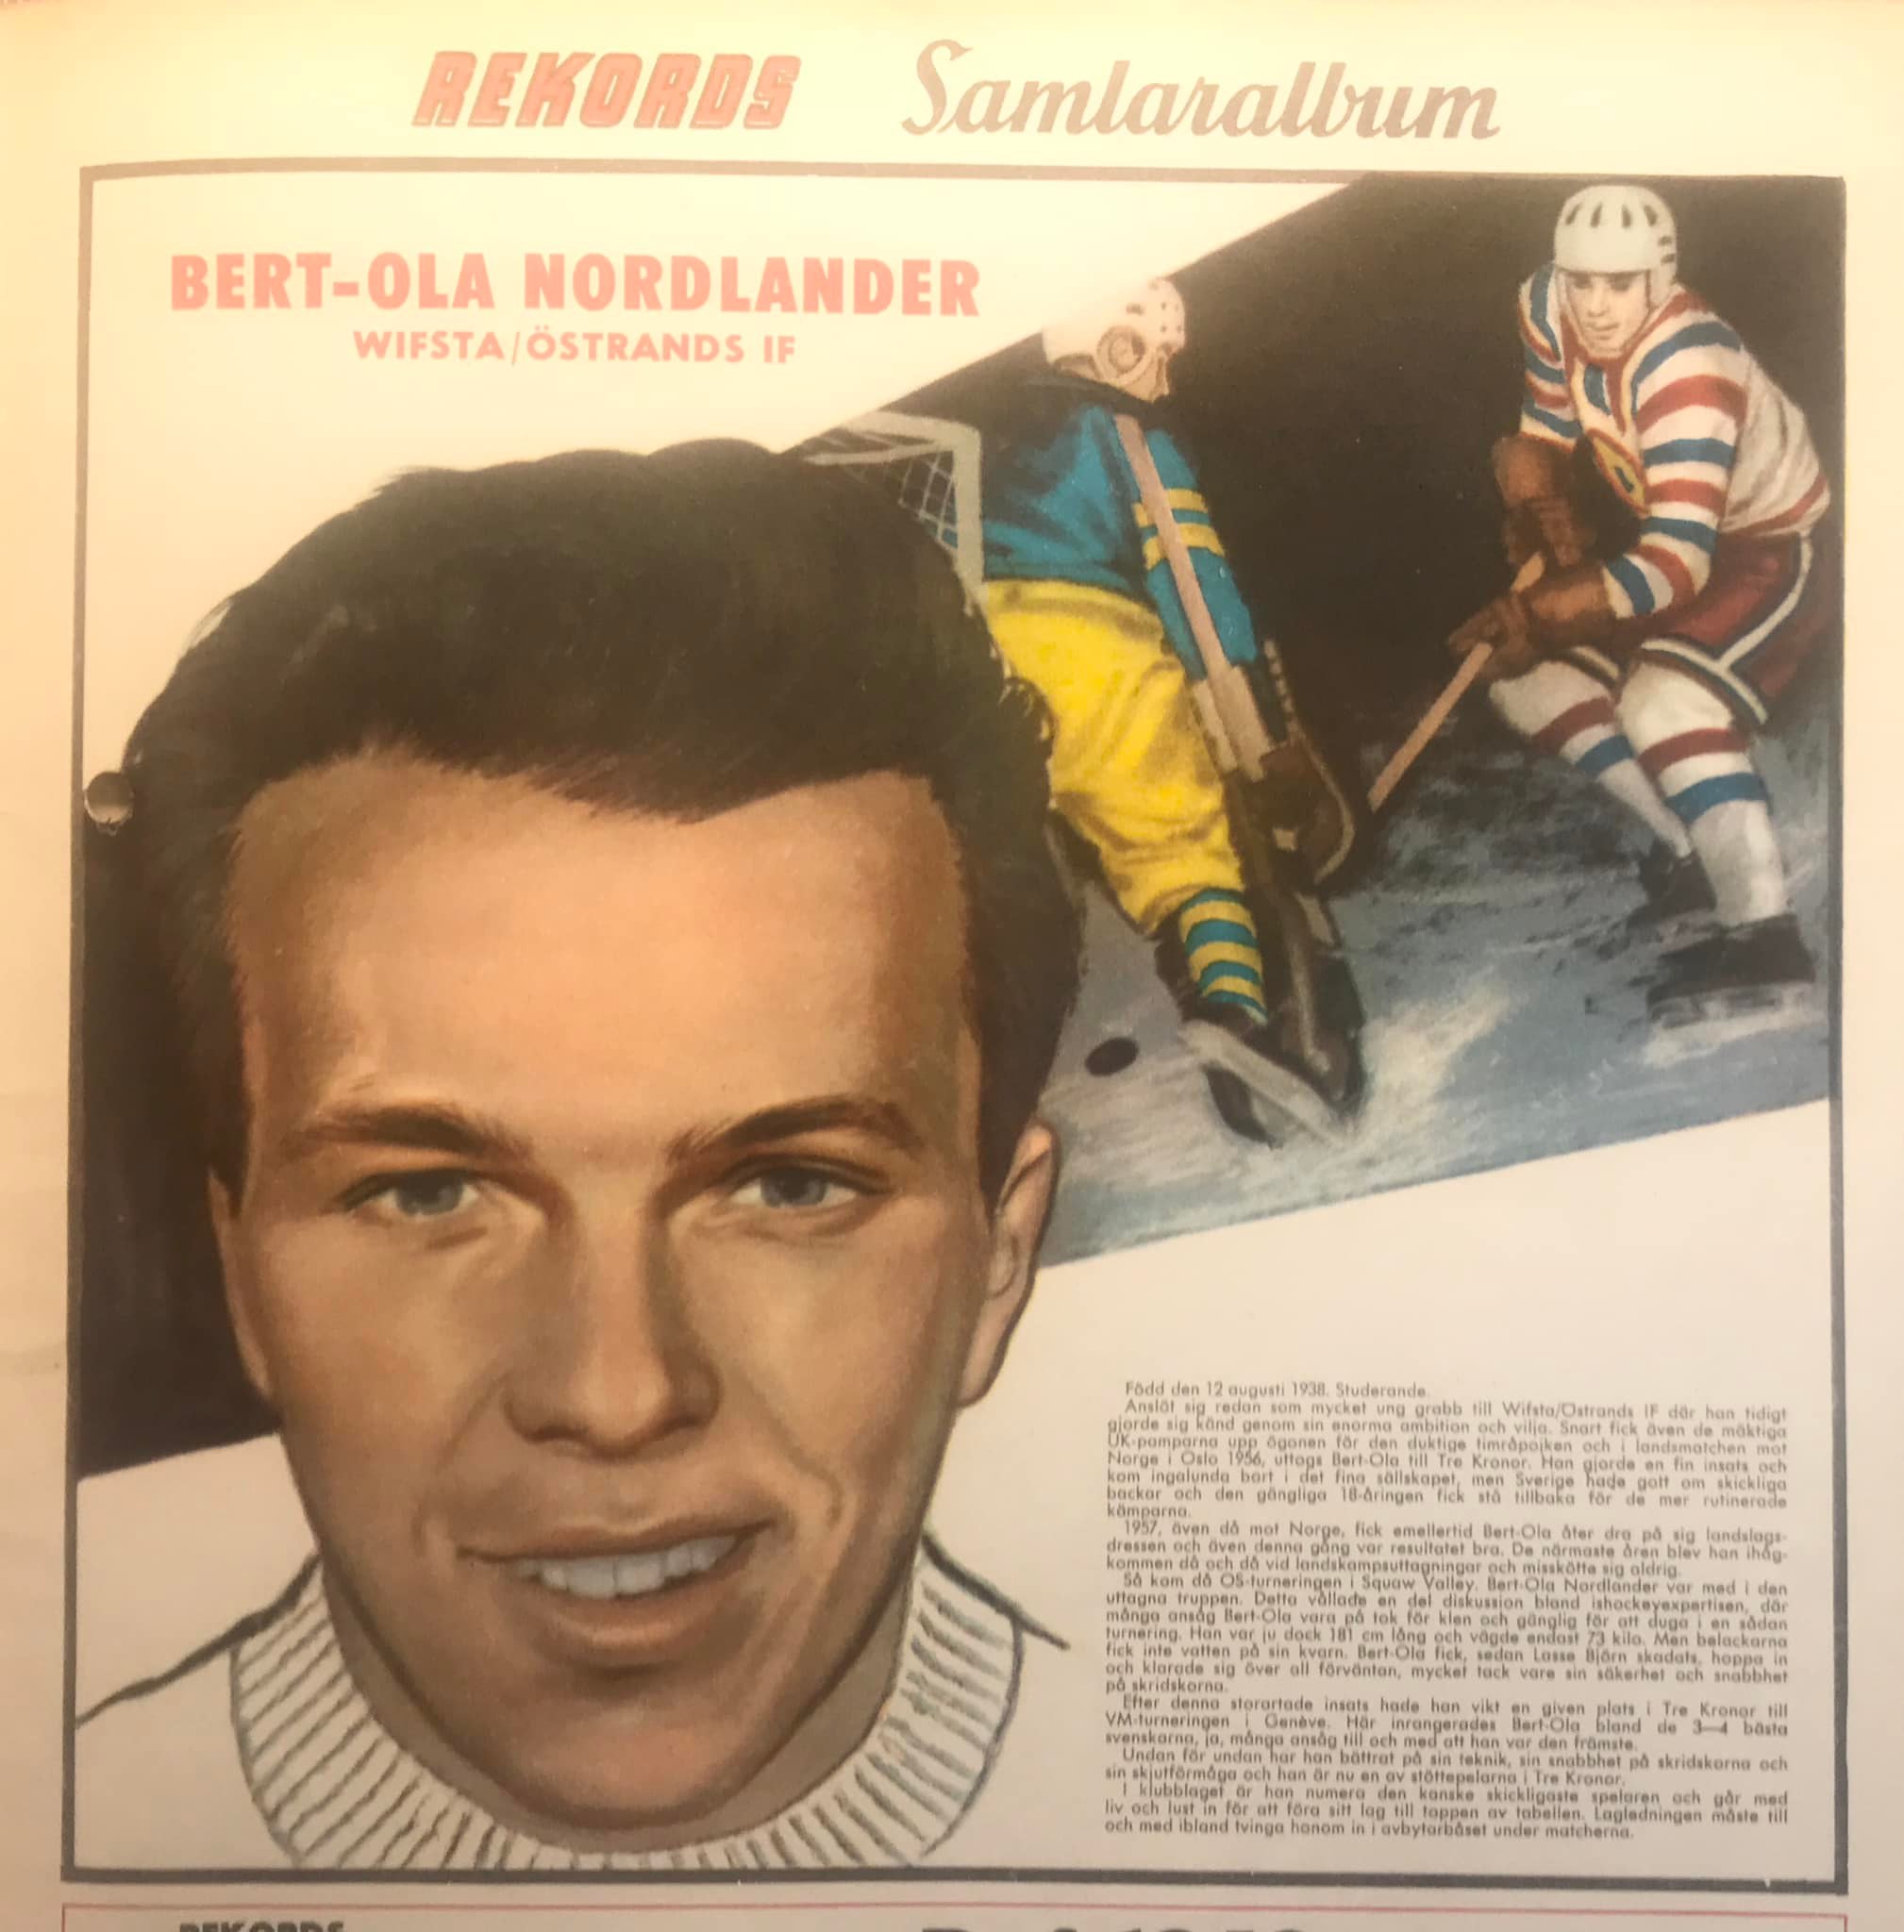 REKORDS Samlaralbum
BERT-OLA NORDLANDER
WIFSTA/ÖSTRANDS IF
Född den 12 augusti 1938. Studerande.
Anslöt sig redan som mycket ung grabb till Wifsta/Östrands IF där han tidigt
gjorde sig känd genom sin enorma ambition och vilja. Snart fick även de mäktiga
UK-pamparna upp ögonen för den duktige timråpojken och i landsmatchen mot
Norge i Oslo 1956, uttogs Bert-Ola till Tre Kronor. Han gjorde en fin insats och
kom ingalunda bort i det fina sällskapet, men Sverige hade gott om skickliga
backar och den gängliga 18-åringen fick stå tillbaka för de mer rutinerade
kämparna.
1957, även då mot Norge, fick emellertid Bert-Ola åter dra på sig landslags-
dressen och även denna gång var resultatet bra. De närmaste åren blev han ihåg-
kommen då och då vid landskampsuttagningar och misskötte sig aldrig.
Så kom då OS-turneringen i Squaw Valley. Bert-Ola Nordlander var med i den
uttagna truppen. Detta vållade en del diskussion bland ishockeyexpertisen, där
många ansåg Bert-Ola vara på tok för klen och gänglig för att duga i en sådan
turnering. Han var ju dock 181 cm lång och vägde endast 73 kilo. Men belackarna
fick inte vatten på sin kvarn. Bert-Ola fick, sedan Lasse Björn skadats, hoppa in
och klarade sig över all förväntan, mycket tack vare sin säkerhet och snabbhet
på skridskorna.
Efter denna storartade insats hade han vikt en given plats i Tre Kronor till
VM-turneringen i Genève. Här inrangerades Bert-Ola bland de 3—4 bästa
svenskarna, ja, många ansåg till och med att han var den främste.
Undan för undan har han bättrat på sin teknik, sin snabbhet på skridskorna och
sin skjutförmåga och han är nu en av stöttepelarna i Tre Kronor.
I klubblaget är han numera den kanske skickligaste spelaren och går med
liv och lust in för att föra sitt lag till toppen av tabellen. Lagledningen måste till
och med ibland tvinga honom in i avbytarbåset under matcherna.
REKORDS